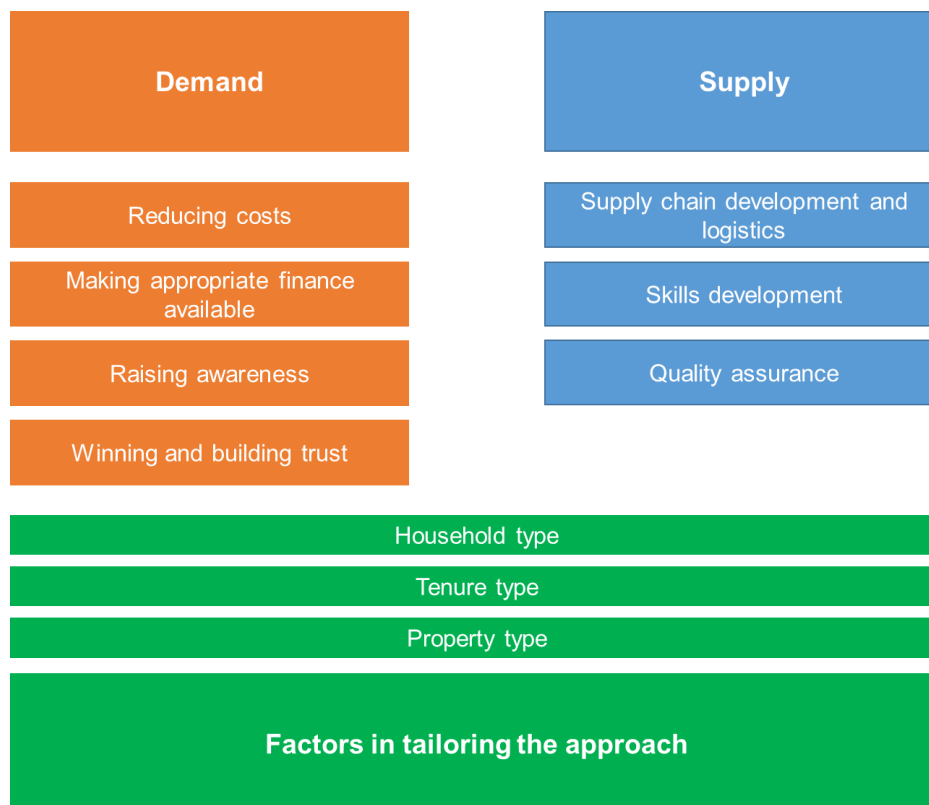 Demand
Reducing costs
Making appropriate finance
available
Raising awareness
Winning and building trust
Supply
Supply chain development and
logistics
Skills development
Quality assurance
Household type
Tenure type
Property type
Factors in tailoring the approach